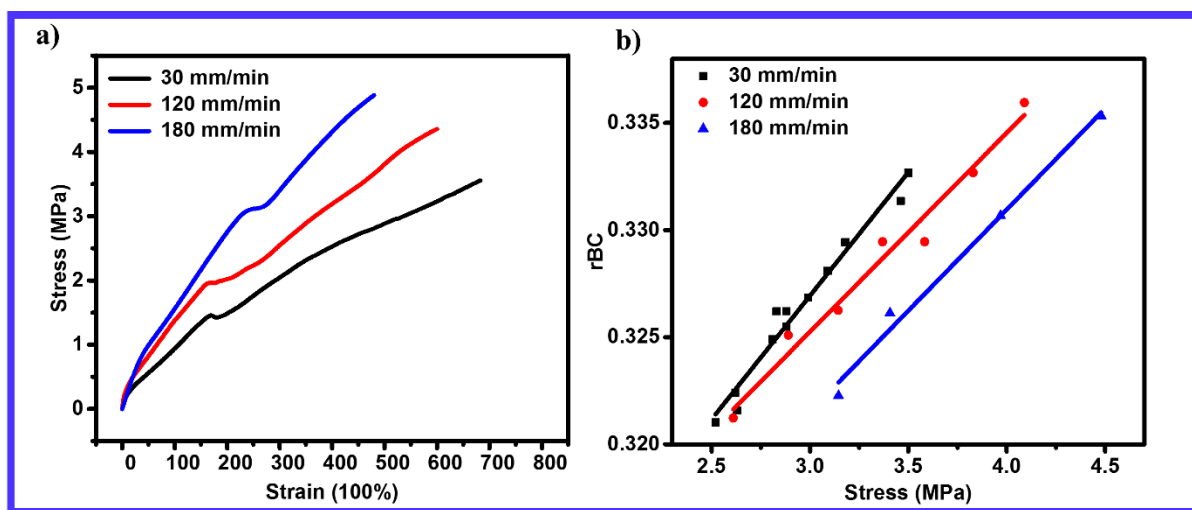 a)
30 mm/min
120 mm/min
180 mm/min
5
4
3
2
1
0
Stress (MPa)
0 100 200 300 400 500 600 700 800
Strain (100%)
b)
30 mm/min
120 mm/min
180 mm/min
0.335
0.330
0.325
0.320
rBC
2.5 3.0 3.5 4.0 4.5
Stress (MPa)